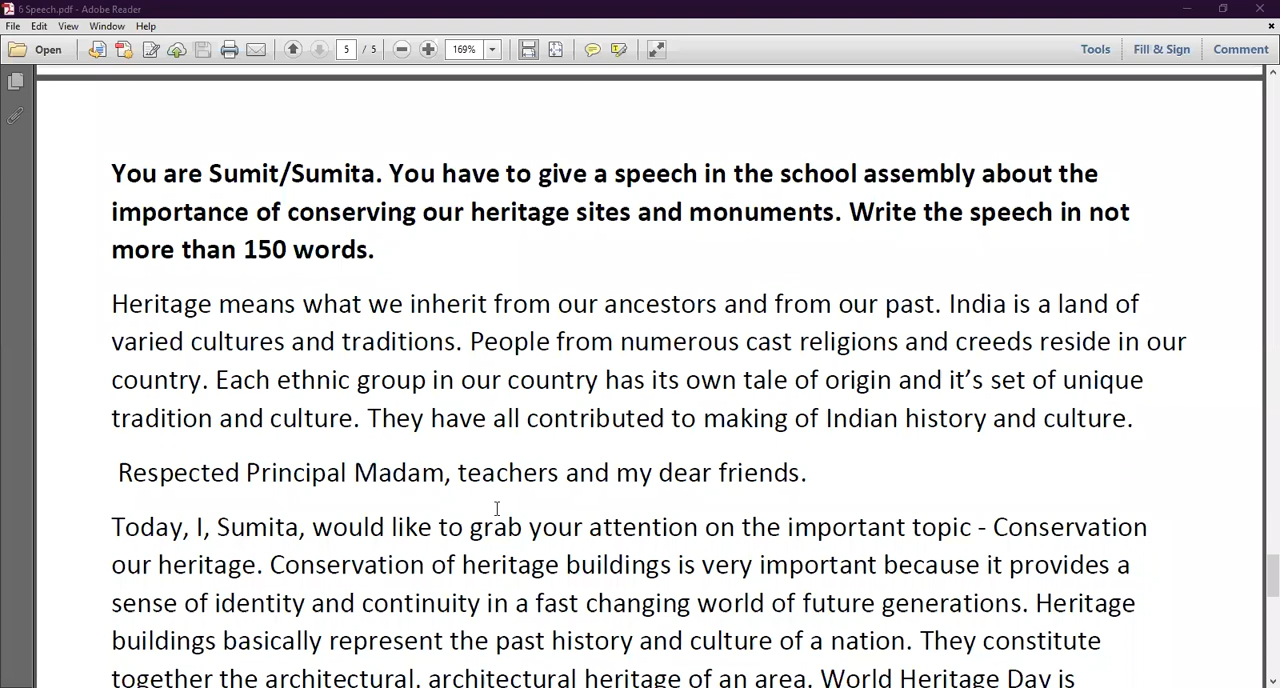 6 Speech.pdf - Adobe Reader
File Edit View Window Help
Open 5 / 5 169% Tools Fill & Sign Comment
You are Sumit/Sumita. You have to give a speech in the school assembly about the
importance of conserving our heritage sites and monuments. Write the speech in not
more than 150 words.
Heritage means what we inherit from our ancestors and from our past. India is a land of
varied cultures and traditions. People from numerous cast religions and creeds reside in our
country. Each ethnic group in our country has its own tale of origin and it’s set of unique
tradition and culture. They have all contributed to making of Indian history and culture.
Respected Principal Madam, teachers and my dear friends.
Today, I, Sumita, would like to grab your attention on the important topic - Conservation
our heritage. Conservation of heritage buildings is very important because it provides a
sense of identity and continuity in a fast changing world of future generations. Heritage
buildings basically represent the past history and culture of a nation. They constitute
together the architectural, architectural heritage of an area. World Heritage Day is